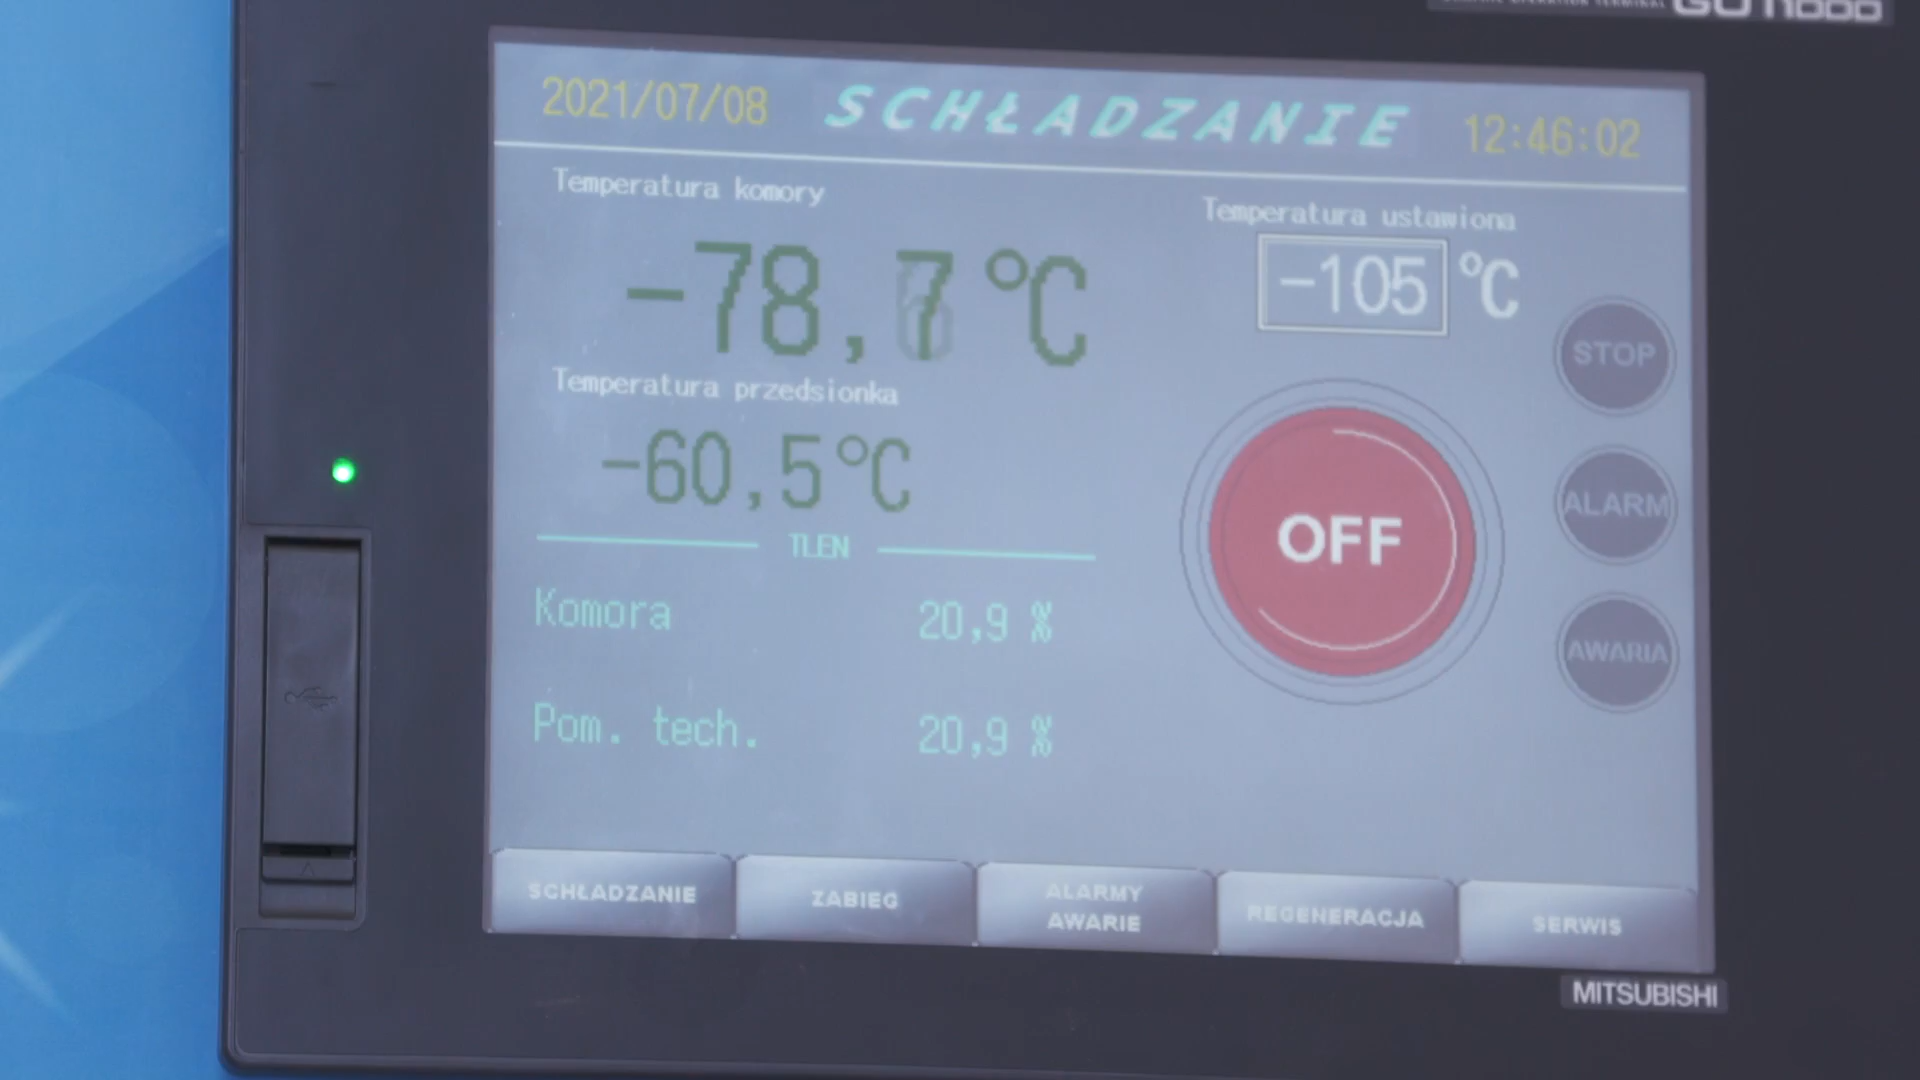 GOT1000
2021/07/08 SCHŁADZANIE 12:46:02
Temperatura komory
-78,7 °C
Temperatura ustawiona
-105 °C
STOP
Temperatura przedsionka
-60,5 °C
OFF
ALARM
TLEN
Komora 20,9 %
AWARIA
Pom. tech. 20,9 %
SCHŁADZANIE
ZABIEG
ALARMY
AWARIE
REGENERACJA
SERWIS
MITSUBISHI